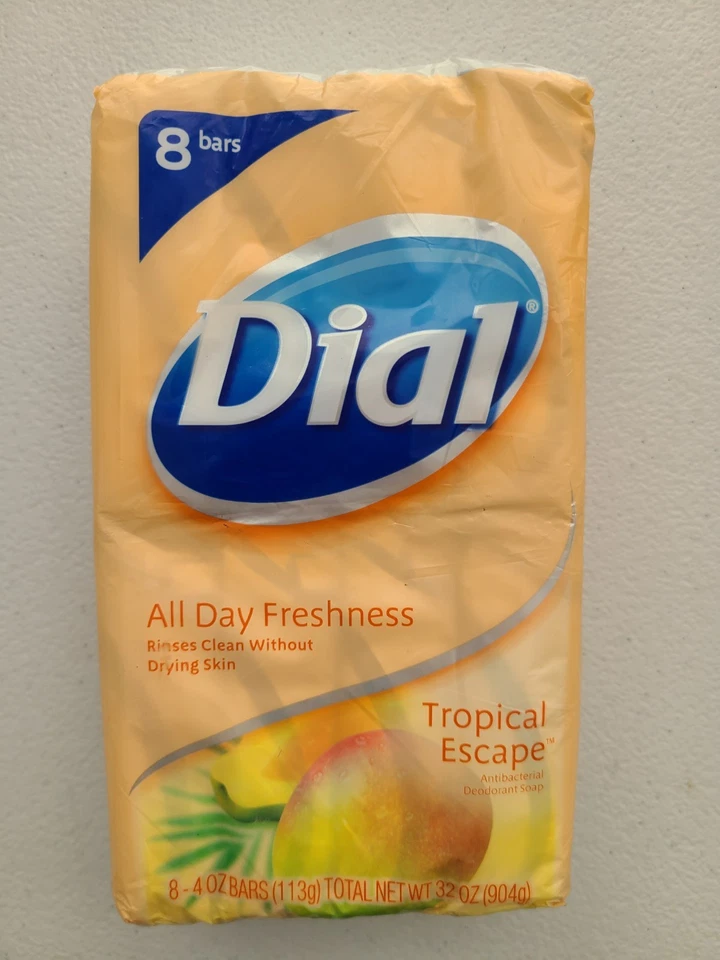 8 bars
Dial®
All Day Freshness
Rinses Clean Without
Drying Skin
Tropical
Escape™
Antibacterial
Deodorant Soap
8 - 4 OZ BARS (113g) TOTAL NET WT 32 OZ (904g)